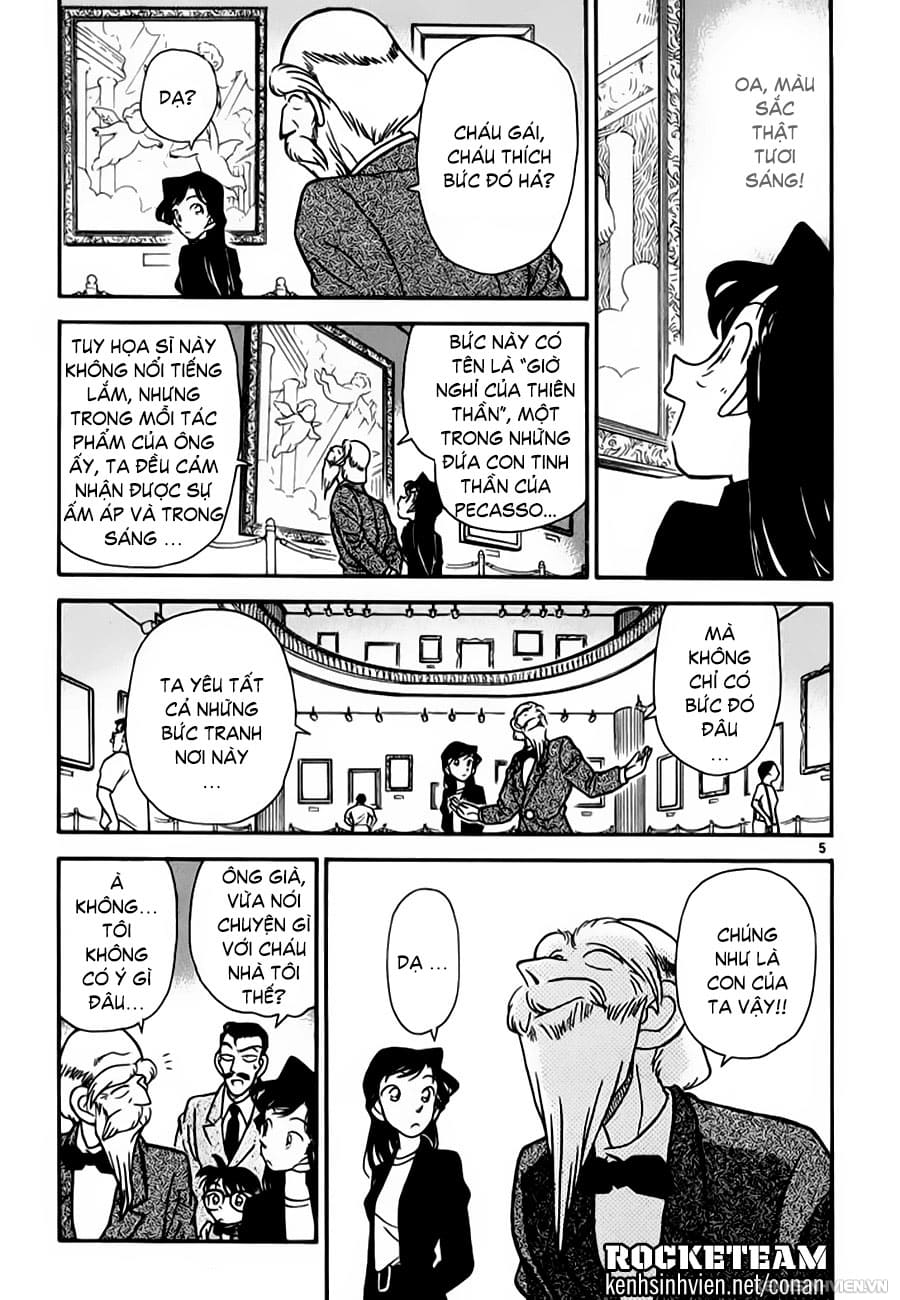 OA, MÀU
SẮC
THẬT
TƯƠI
SÁNG!
CHÁU GÁI,
CHÁU THÍCH
BỨC ĐÓ HẢ?
DẠ?
BỨC NÀY CÓ
TÊN LÀ "GIỜ
NGHỈ CỦA THIÊN
THẦN", MỘT
TRONG NHỮNG
ĐỨA CON TINH
THẦN CỦA
PECASSO...
TUY HỌA SĨ NÀY
KHÔNG NỔI TIẾNG
LẮM, NHƯNG
TRONG MỖI TÁC
PHẨM CỦA ÔNG
ẤY, TA ĐỀU CẢM
NHẬN ĐƯỢC SỰ
ẤM ÁP VÀ TRONG
SÁNG ...
MÀ
KHÔNG
CHỈ CÓ
BỨC ĐÓ
ĐÂU
...
TA YÊU TẤT
CẢ NHỮNG
BỨC TRANH
NƠI NÀY
...
5
CHÚNG
NHƯ LÀ
CON CỦA
TA VẬY!!
DẠ ...
ÔNG GIÀ,
VỪA NÓI
CHUYỆN GÌ
VỚI CHÁU
NHÀ TÔI
THẾ?
À
KHÔNG...
TÔI
KHÔNG
CÓ Ý GÌ
ĐÂU...
ROCKETEAM
kenhsinhvien.net/conan